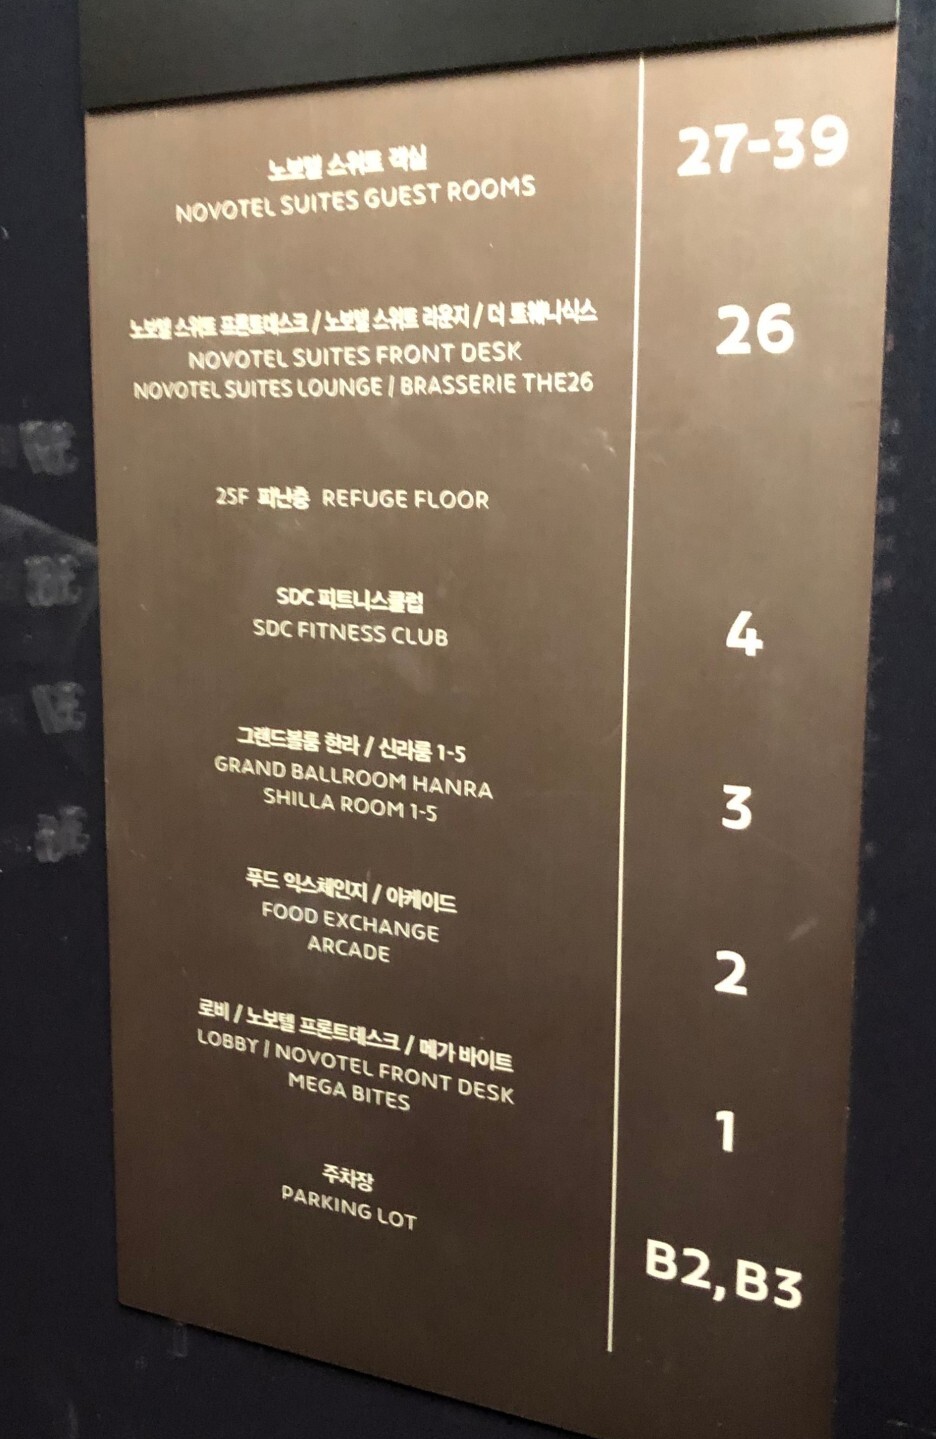 노보텔 스위트 객실
NOVOTEL SUITES GUEST ROOMS
27-39
노보텔 스위트 프론트데스크 / 노보텔 스위트 라운지 / 더
NOVOTEL SUITES FRONT DESK
NOVOTEL SUITES LOUNGE / BRASSERIE THE26
26
25F 피난층 REFUGE FLOOR
SDC 피트니스클럽
SDC FITNESS CLUB
4
그랜드볼룸 한라 / 신라룸 1-5
GRAND BALLROOM HANRA
SHILLA ROOM 1-5
3
푸드 익스체인지 / 아케이드
FOOD EXCHANGE
ARCADE
2
로비 / 노보텔 프론트데스크 / 메가 바이트
LOBBY / NOVOTEL FRONT DESK
MEGA BITES
1
주차장
PARKING LOT
B2, B3